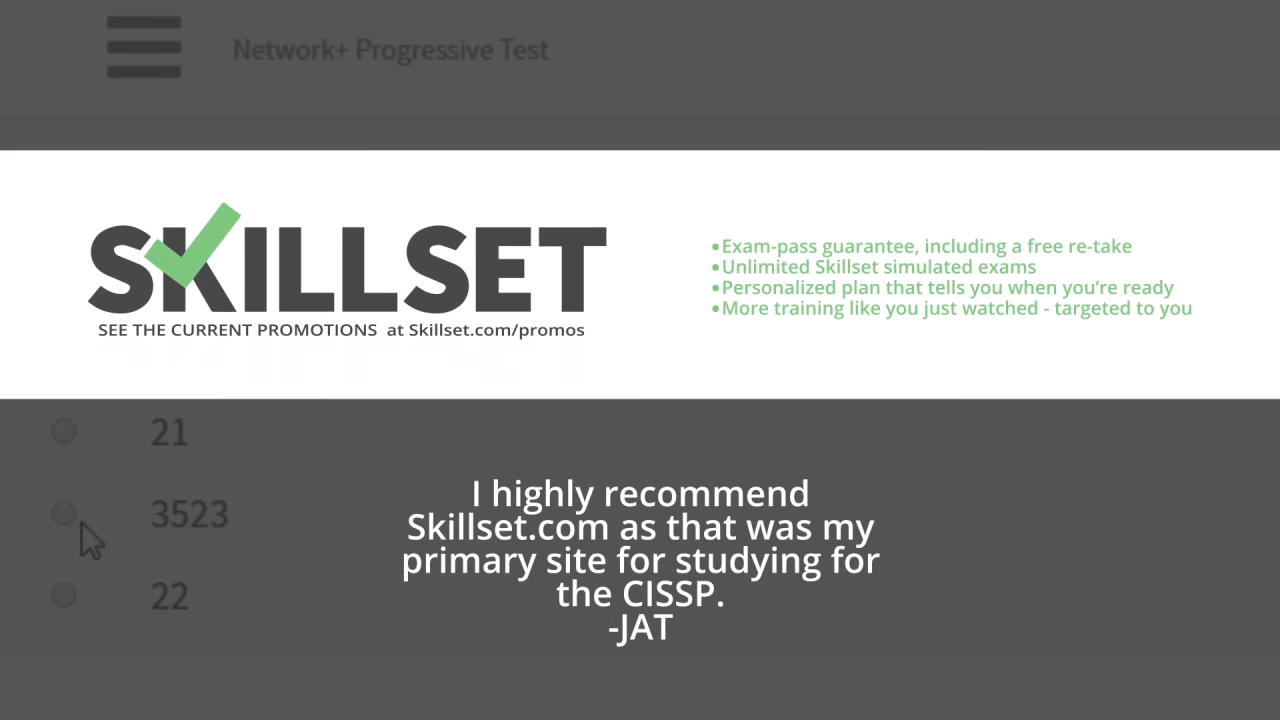 Network+ Progressive Test
SKILLSET
SEE THE CURRENT PROMOTIONS at Skillset.com/promos
•Exam-pass guarantee, including a free re-take
•Unlimited Skillset simulated exams
•Personalized plan that tells you when you’re ready
•More training like you just watched - targeted to you
21
3523
22
I highly recommend
Skillset.com as that was my
primary site for studying for
the CISSP.
-JAT